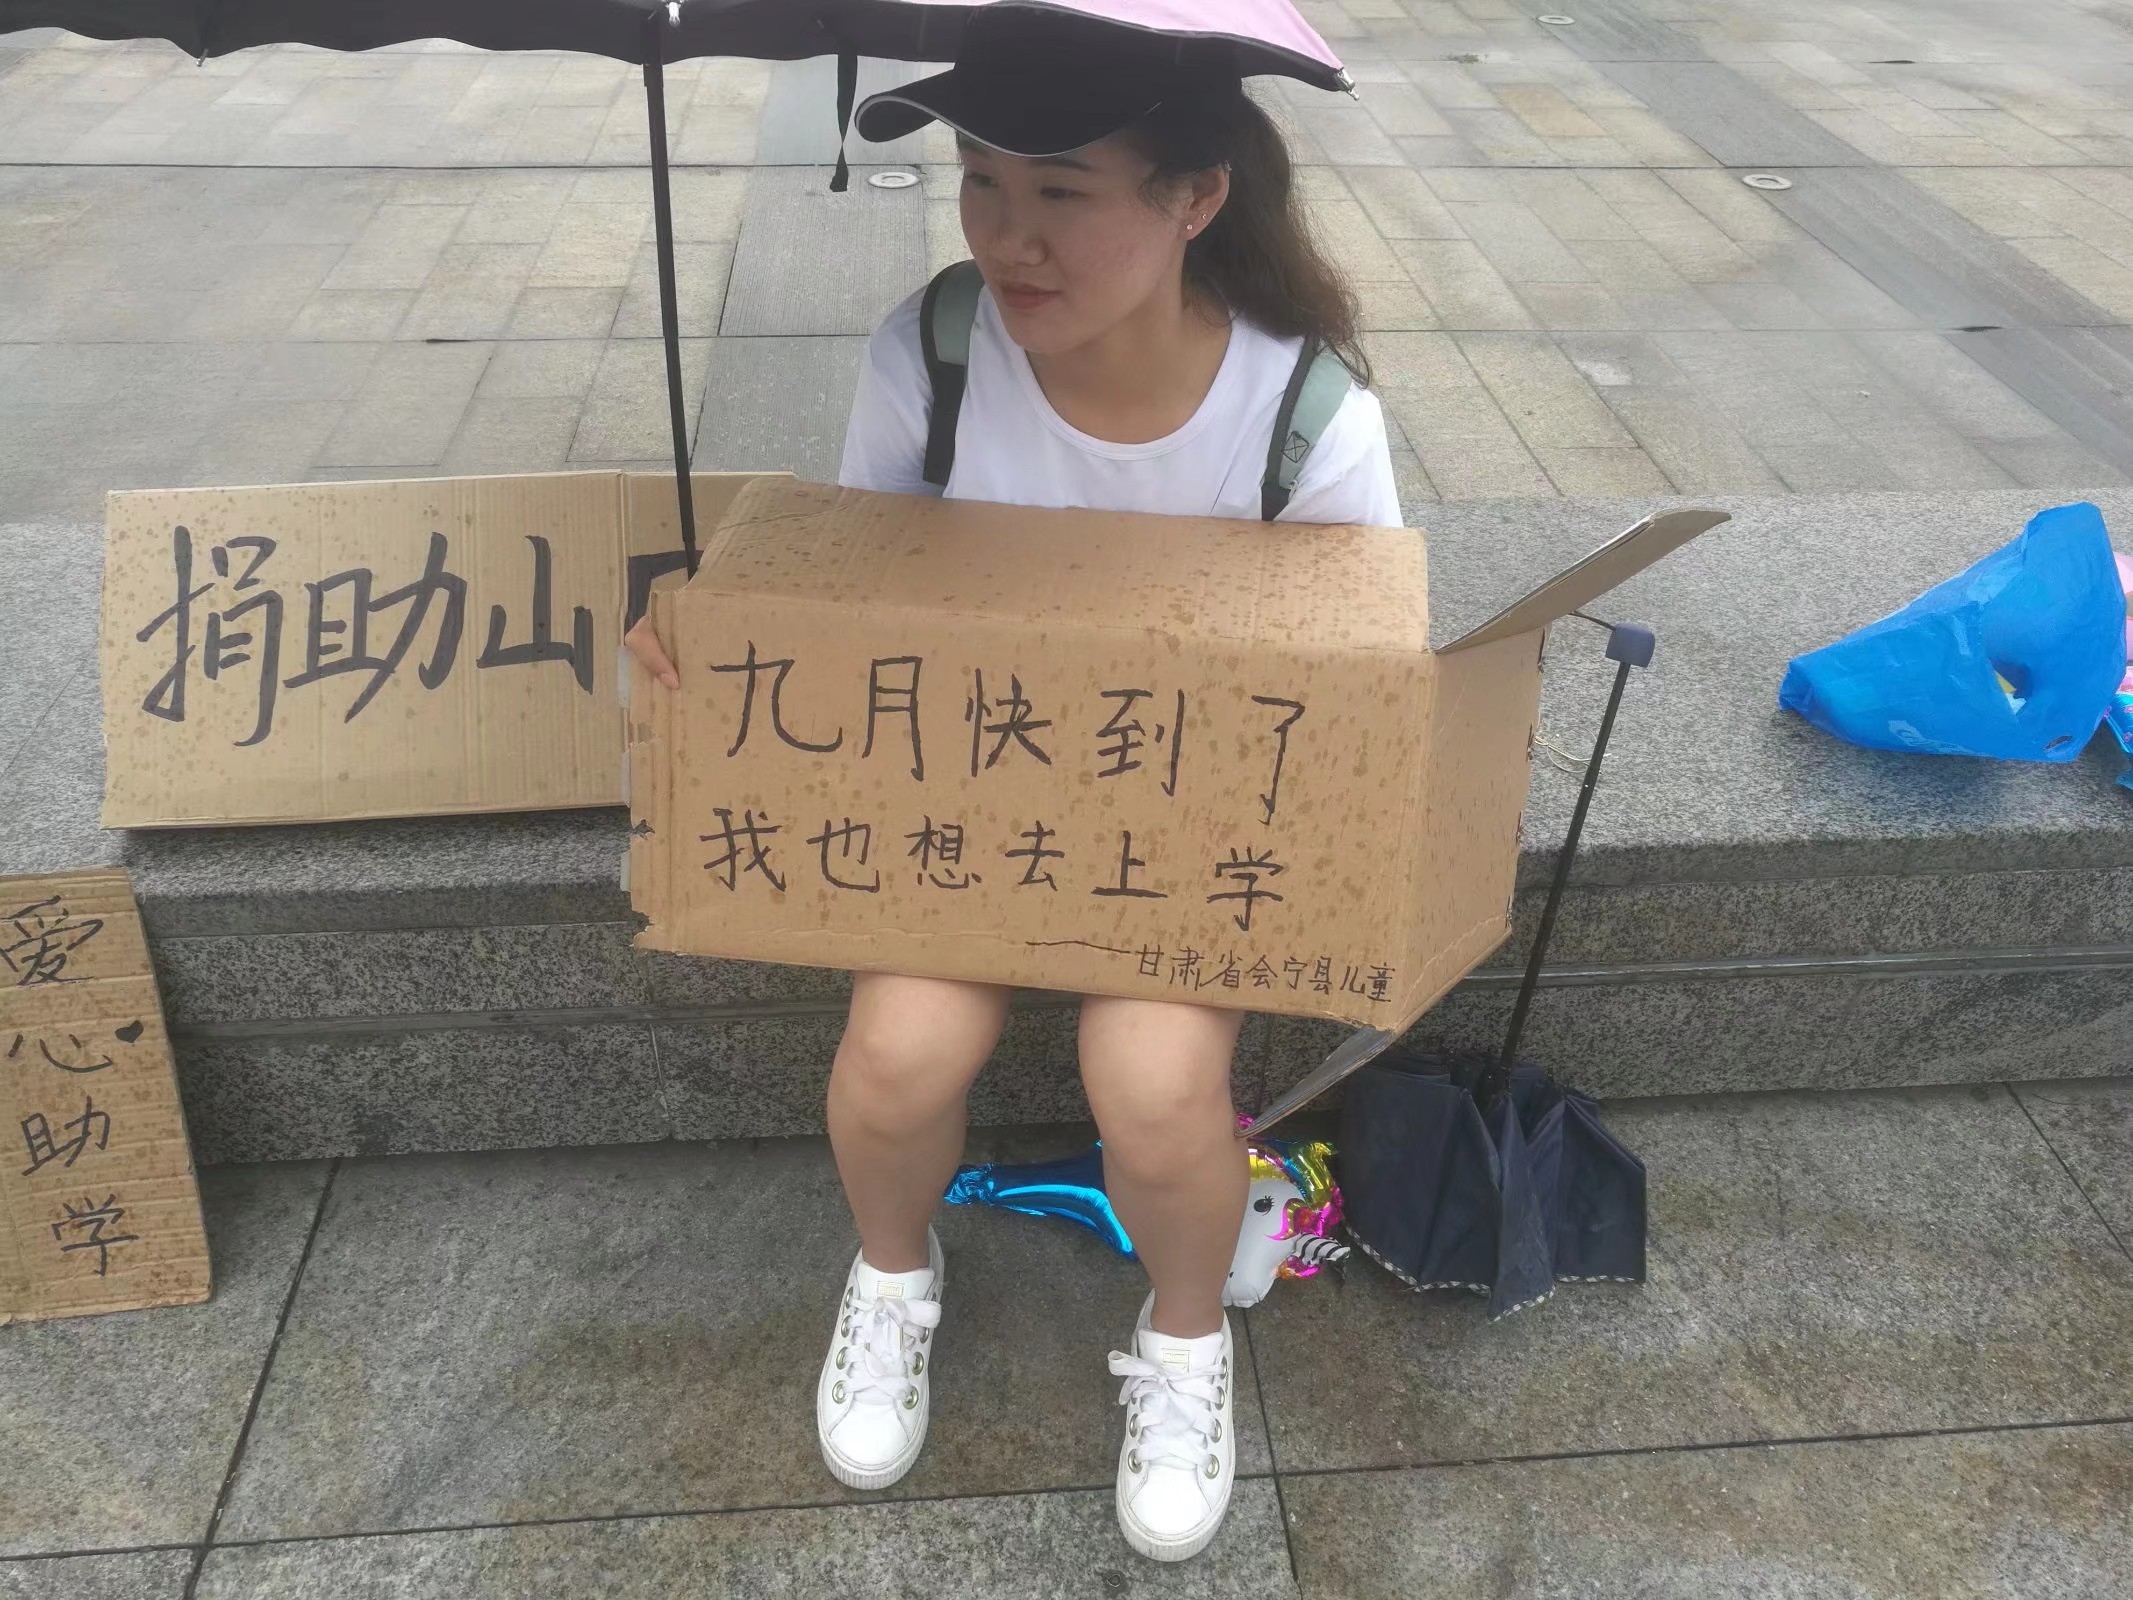 捐助山
九月快到了
我也想去上学
——甘肃省会宁县儿童
爱
心
助
学